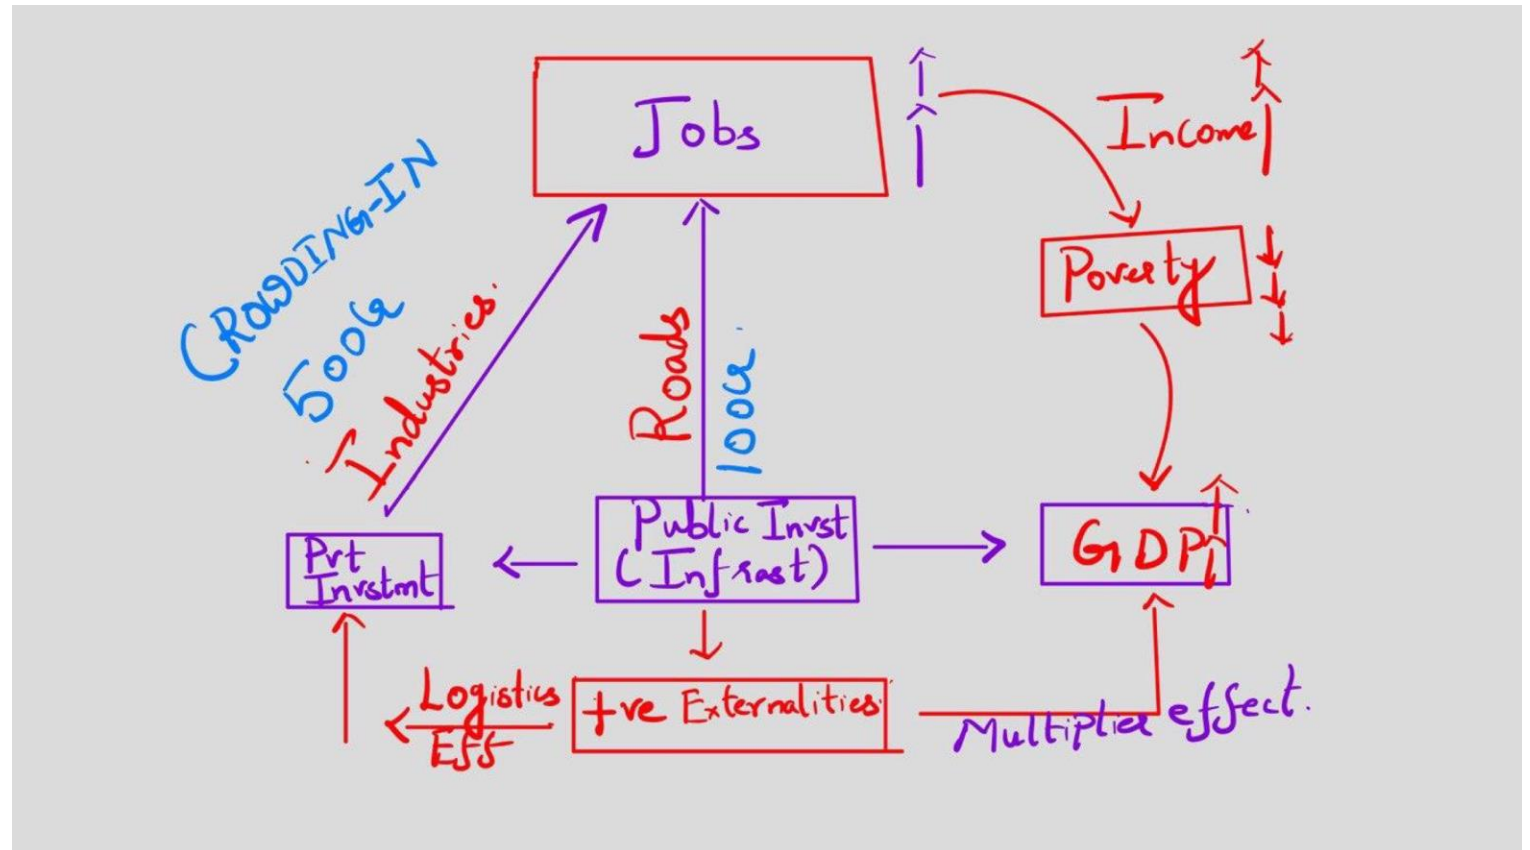 Jobs
Income
CROWDING-IN
500Cr
Industries.
Roads
100Cr.
Poverty
Public Invst
(Infrast)
Prt
Invstmt
GDP
Logistics
Eff
+ve Externalities
Multiplier effect.